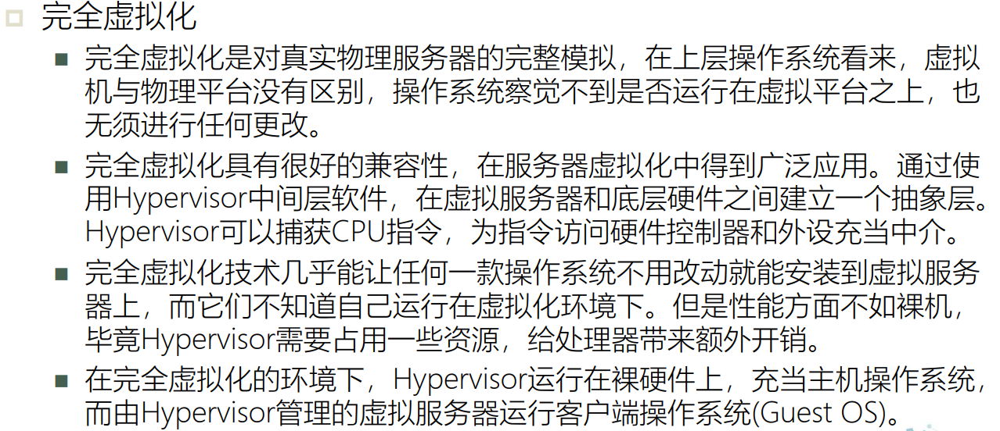 完全虚拟化
完全虚拟化是对真实物理服务器的完整模拟，在上层操作系统看来，虚拟
机与物理平台没有区别，操作系统察觉不到是否运行在虚拟平台之上，也
无须进行任何更改。
完全虚拟化具有很好的兼容性，在服务器虚拟化中得到广泛应用。通过使
用Hypervisor中间层软件，在虚拟服务器和底层硬件之间建立一个抽象层。
Hypervisor可以捕获CPU指令，为指令访问硬件控制器和外设充当中介。
完全虚拟化技术几乎能让任何一款操作系统不用改动就能安装到虚拟服务
器上，而它们不知道自己运行在虚拟化环境下。但是性能方面不如裸机，
毕竟Hypervisor需要占用一些资源，给处理器带来额外开销。
在完全虚拟化的环境下，Hypervisor运行在裸硬件上，充当主机操作系统，
而由Hypervisor管理的虚拟服务器运行客户端操作系统(Guest OS)。